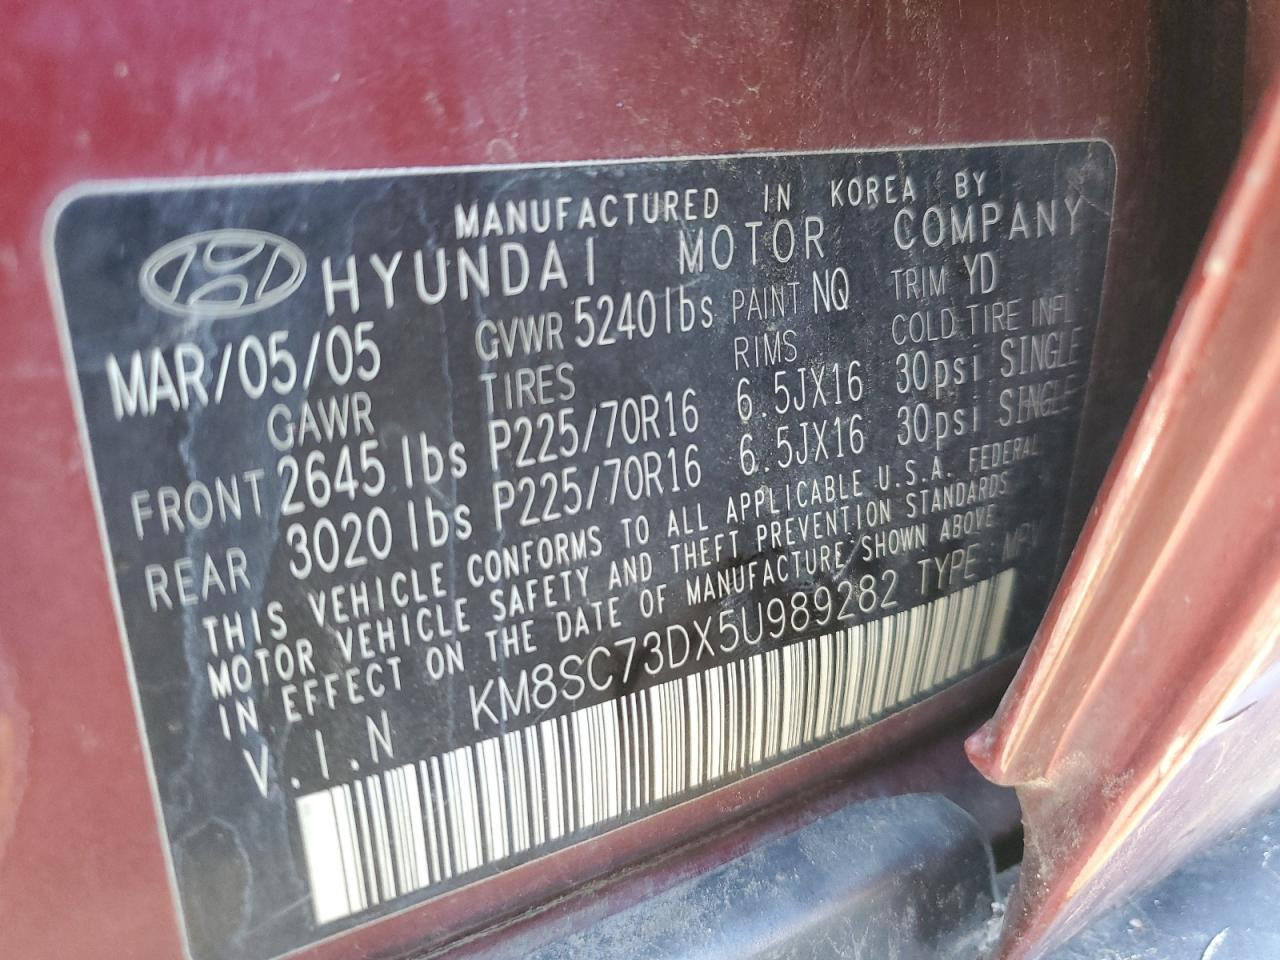 MANUFACTURED IN KOREA BY
HYUNDAI MOTOR COMPANY
MAR/05/05 GVWR 5240lbs PAINT NQ TRIM YD
GAWR TIRES RIMS COLD TIRE INFL
FRONT 2645 lbs P225/70R16 6.5JX16 30psi SINGLE
REAR 3020 lbs P225/70R16 6.5JX16 30psi SINGLE
THIS VEHICLE CONFORMS TO ALL APPLICABLE U.S.A. FEDERAL
MOTOR VEHICLE SAFETY AND THEFT PREVENTION STANDARDS
IN EFFECT ON THE DATE OF MANUFACTURE SHOWN ABOVE
V.I.N KM8SC73DX5U989282 TYPE : MPV